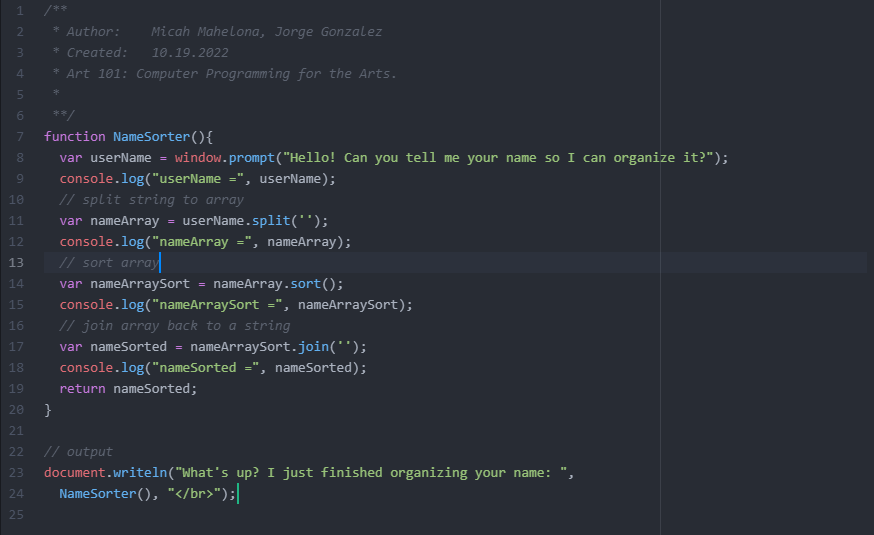 1 /**
2  * Author:    Micah Mahelona, Jorge Gonzalez
3  * Created:   10.19.2022
4  * Art 101: Computer Programming for the Arts.
5  *
6  **/
7 function NameSorter(){
8   var userName = window.prompt("Hello! Can you tell me your name so I can organize it?");
9   console.log("userName =", userName);
10   // split string to array
11   var nameArray = userName.split('');
12   console.log("nameArray =", nameArray);
13   // sort array
14   var nameArraySort = nameArray.sort();
15   console.log("nameArraySort =", nameArraySort);
16   // join array back to a string
17   var nameSorted = nameArraySort.join('');
18   console.log("nameSorted =", nameSorted);
19   return nameSorted;
20 }
21
22 // output
23 document.writeln("What's up? I just finished organizing your name: ",
24   NameSorter(), "</br>");
25